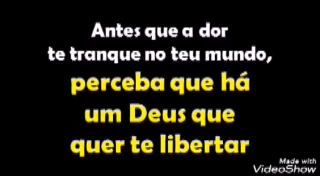 Antes que a dor
te tranque no teu mundo,
perceba que há
um Deus que
quer te libertar
Made with
VideoShow